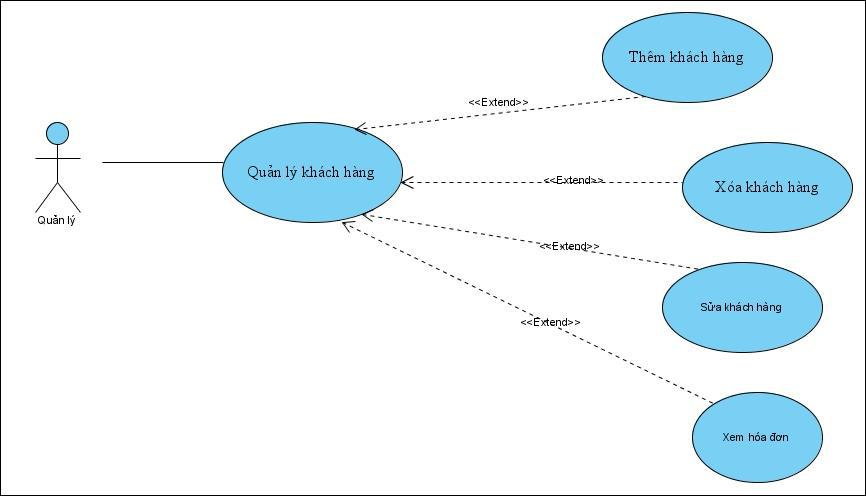 Thêm khách hàng
<<Extend>>
Quản lý khách hàng
<<Extend>>
Xóa khách hàng
Quản lý
<<Extend>>
Sửa khách hàng
<<Extend>>
Xem hóa đơn